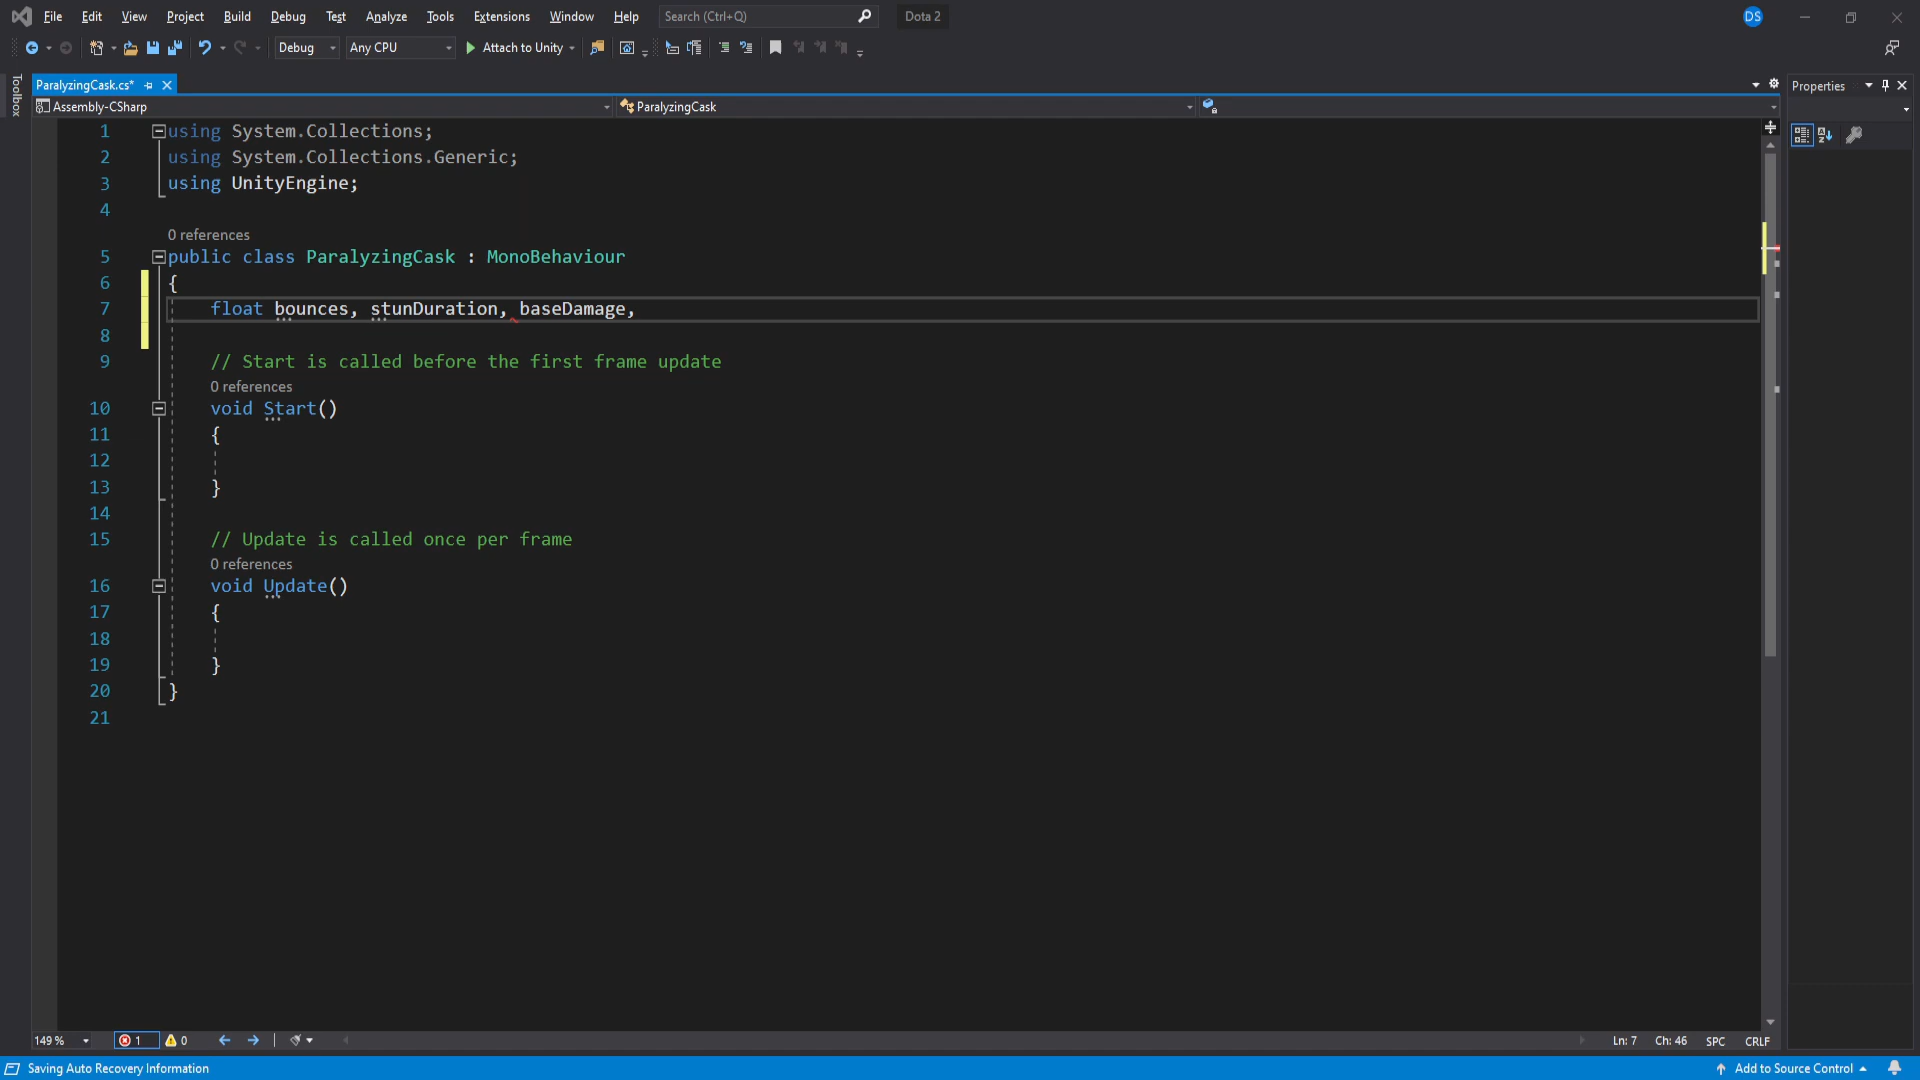 File Edit View Project Build Debug Test Analyze Tools Extensions Window Help Search (Ctrl+Q) Dota 2 DS
Debug Any CPU Attach to Unity
Toolbox
ParalyzingCask.cs*
Properties
Assembly-CSharp ParalyzingCask
1 using System.Collections;
2 using System.Collections.Generic;
3 using UnityEngine;
4
0 references
5 public class ParalyzingCask : MonoBehaviour
6 {
7 float bounces, stunDuration, baseDamage,
8
9 // Start is called before the first frame update
0 references
10 void Start()
11 {
12
13 }
14
15 // Update is called once per frame
0 references
16 void Update()
17 {
18
19 }
20 }
21
149 % 1 0 Ln: 7 Ch: 46 SPC CRLF
Saving Auto Recovery Information Add to Source Control